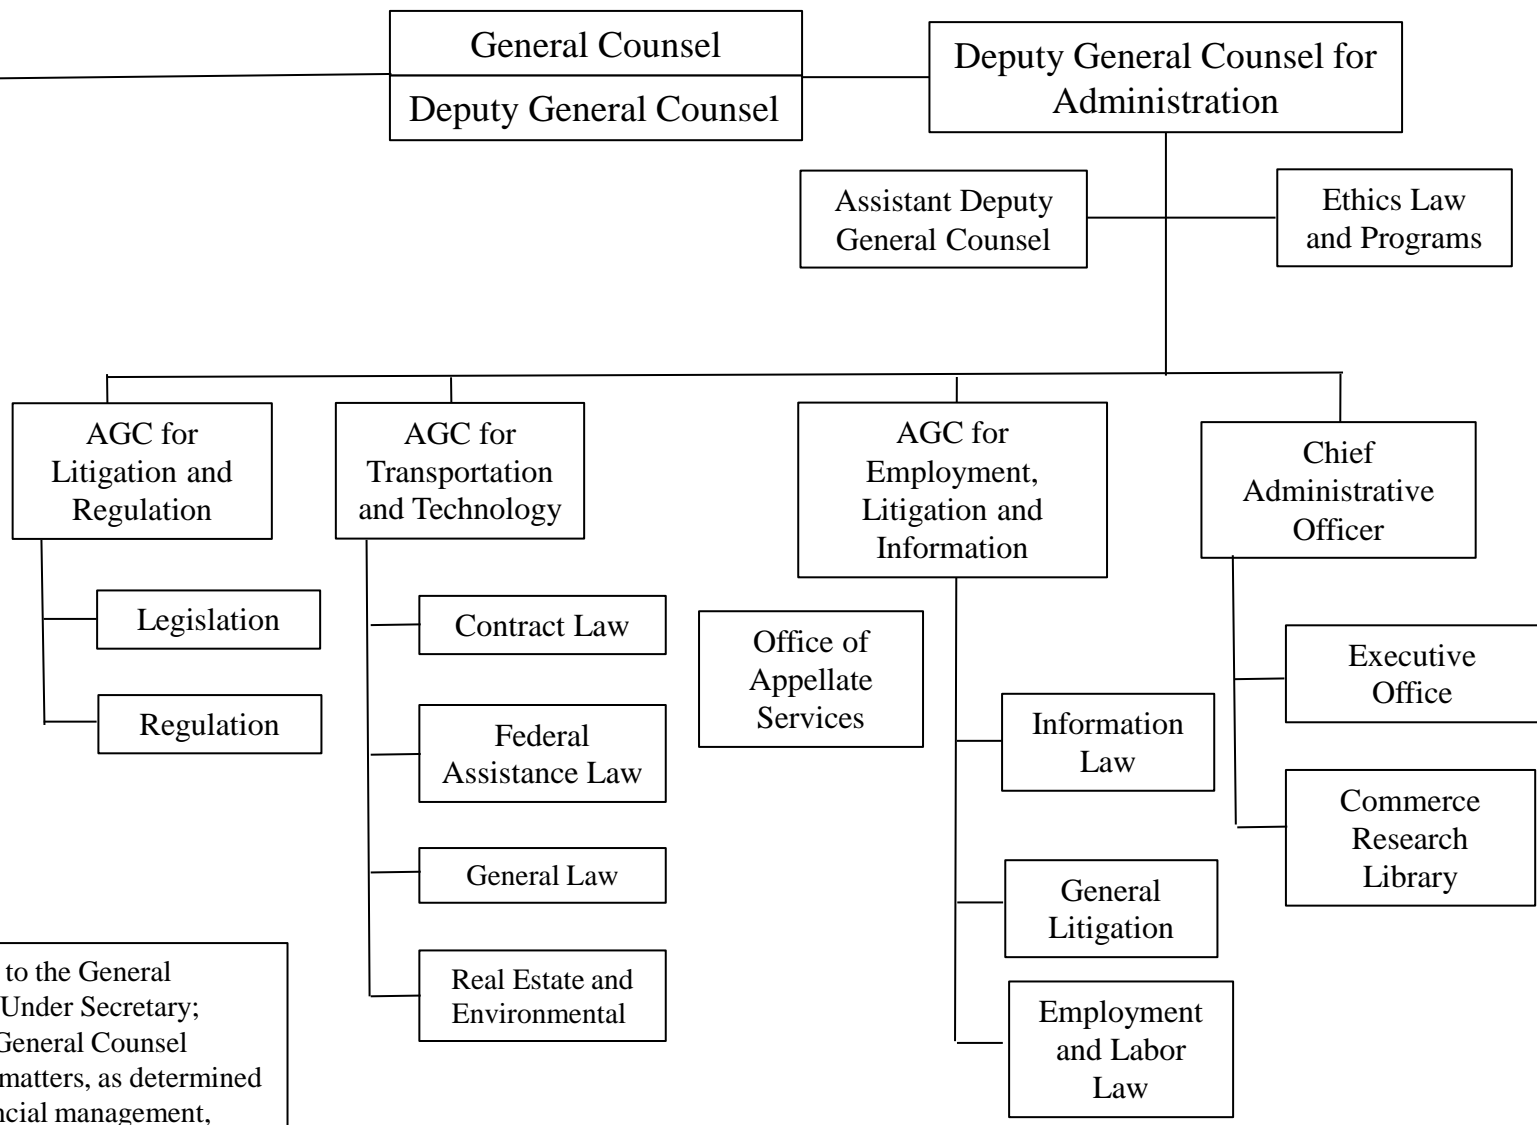 General Counsel
Deputy General Counsel
Deputy General Counsel for
Administration
Assistant Deputy
General Counsel
Ethics Law
and Programs
AGC for
Litigation and
Regulation
AGC for
Transportation
and Technology
AGC for
Employment,
Litigation and
Information
Chief
Administrative
Officer
Legislation
Regulation
Contract Law
Federal
Assistance Law
General Law
Real Estate and
Environmental
Office of
Appellate
Services
Information
Law
General
Litigation
Employment
and Labor
Law
Executive
Office
Commerce
Research
Library
to the General
Under Secretary;
General Counsel
matters, as determined
ncial management,